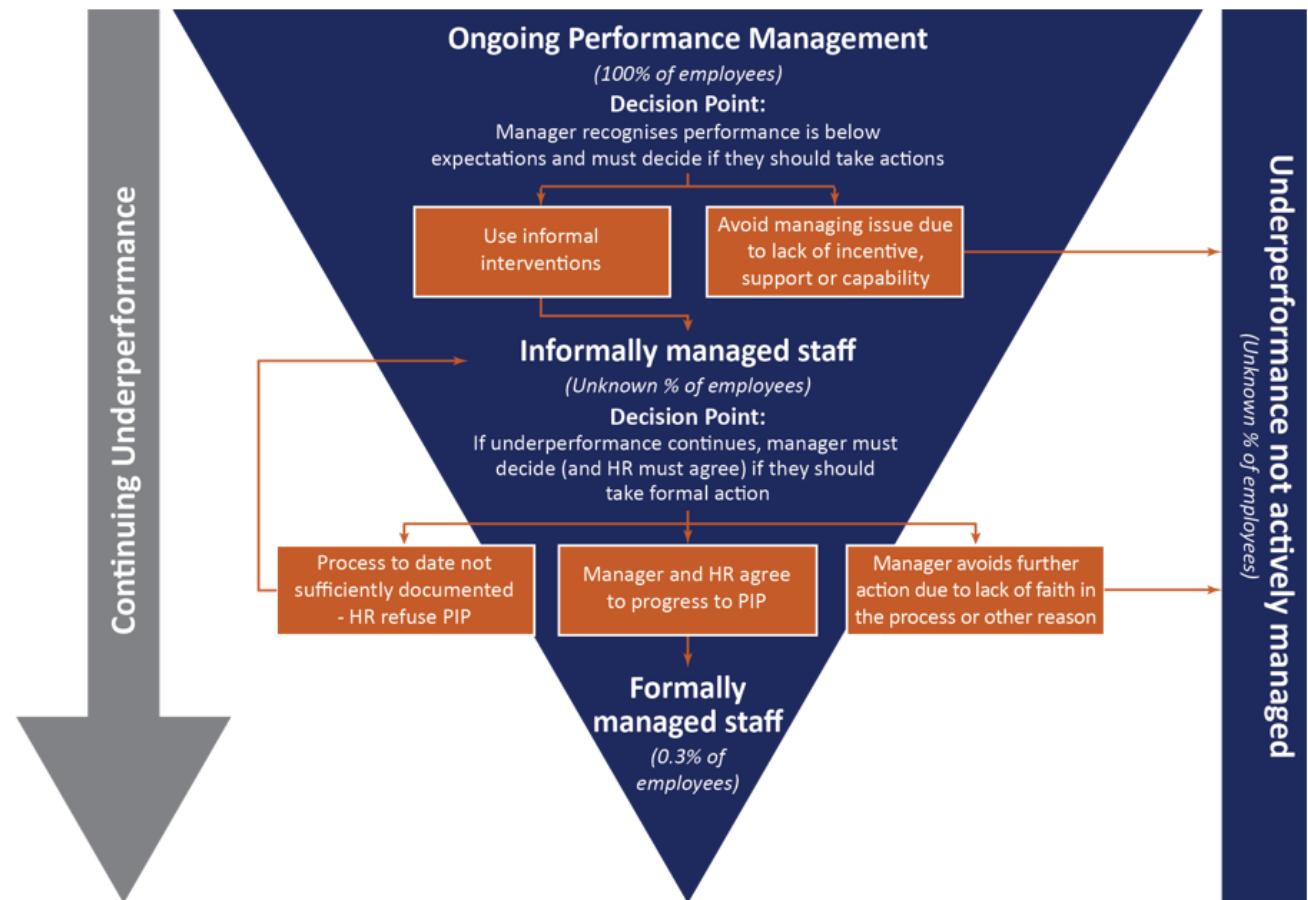 Continuing Underperformance
Ongoing Performance Management
(100% of employees)
Decision Point:
Manager recognises performance is below
expectations and must decide if they should take actions
Use informal
interventions
Avoid managing issue due
to lack of incentive,
support or capability
Informally managed staff
(Unknown % of employees)
Decision Point:
If underperformance continues, manager must
decide (and HR must agree) if they should
take formal action
Process to date not
sufficiently documented
- HR refuse PIP
Manager and HR agree
to progress to PIP
Manager avoids further
action due to lack of faith in
the process or other reason
Formally
managed staff
(0.3% of
employees)
Underperformance not actively managed
(Unknown % of employees)